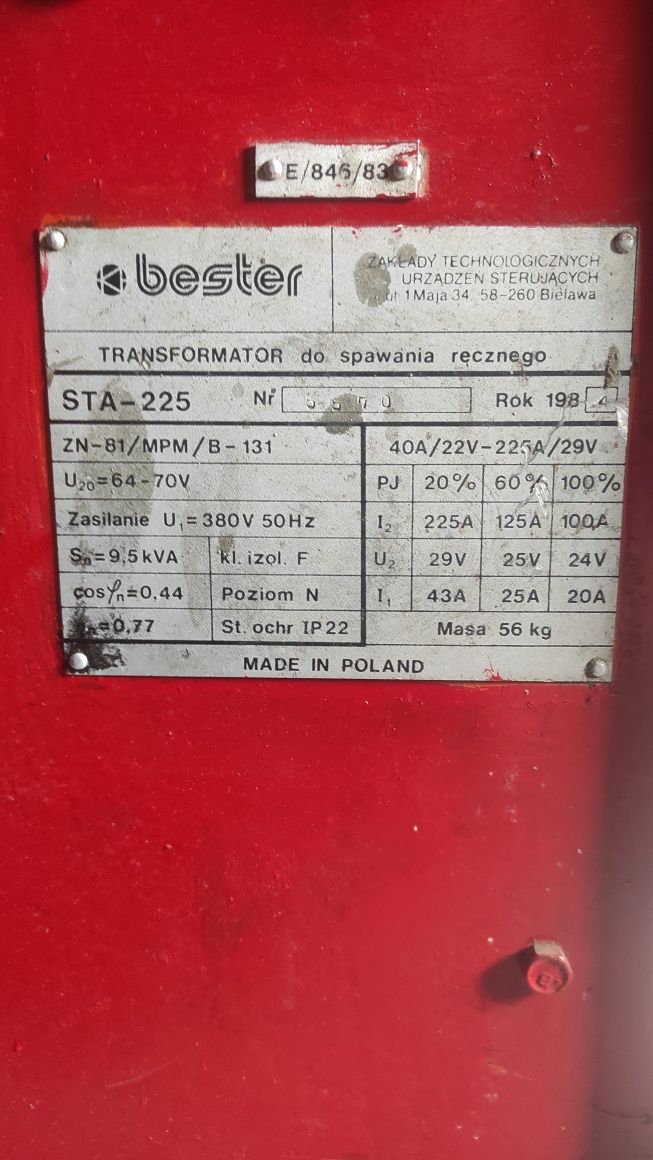 E/846/83
bester
ZAKŁADY TECHNOLOGICZNYCH
URZĄDZEŃ STERUJĄCYCH
ul 1 Maja 34, 58-260 Bielawa
TRANSFORMATOR do spawania ręcznego
STA-225 Nr Rok 1984
ZN-81/MPM/B-131 40A/22V-225A/29V
U₂₀=64-70V PJ 20% 60% 100%
Zasilanie U₁=380V 50Hz I₂ 225A 125A 100A
Sₙ=9,5kVA kl. izol. F U₂ 29V 25V 24V
cosφₙ=0,44 Poziom N I₁ 43A 25A 20A
=0,77 St. ochr IP22 Masa 56 kg
MADE IN POLAND